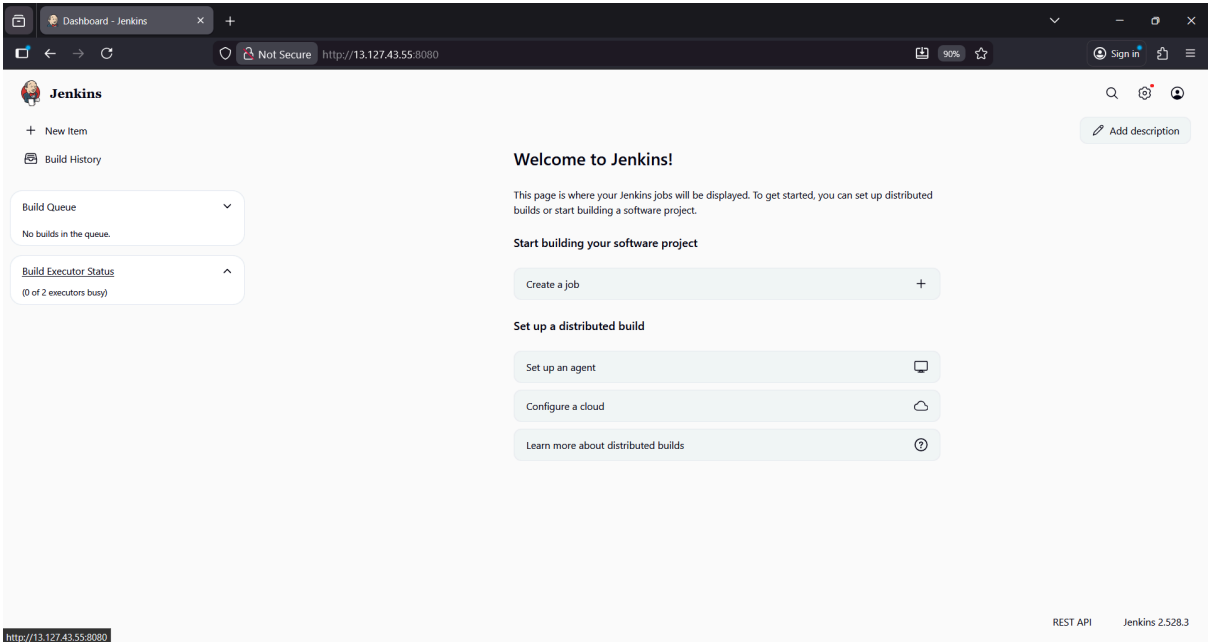 Dashboard - Jenkins
Not Secure http://13.127.43.55:8080
90%
Sign in
Jenkins
New Item
Build History
Add description
Build Queue
No builds in the queue.
Build Executor Status
(0 of 2 executors busy)
Welcome to Jenkins!
This page is where your Jenkins jobs will be displayed. To get started, you can set up distributed
builds or start building a software project.
Start building your software project
Create a job
Set up a distributed build
Set up an agent
Configure a cloud
Learn more about distributed builds
REST API
Jenkins 2.528.3
http://13.127.43.55:8080